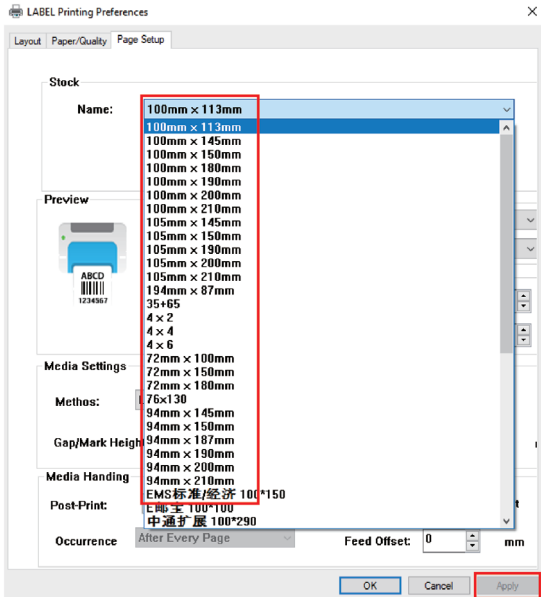 LABEL Printing Preferences
Layout Paper/Quality Page Setup
Stock
Name: 100mm x 113mm
100mm x 113mm
100mm x 145mm
100mm x 150mm
100mm x 180mm
100mm x 190mm
100mm x 200mm
100mm x 210mm
105mm x 145mm
105mm x 150mm
105mm x 190mm
105mm x 200mm
105mm x 210mm
194mm x 87mm
35+65
4 x 2
4 x 4
4 x 6
72mm x 100mm
72mm x 150mm
72mm x 180mm
76x130
94mm x 145mm
94mm x 150mm
94mm x 187mm
94mm x 190mm
94mm x 200mm
94mm x 210mm
EMS标准/经济 100*150
E邮宝 100*100
中通扩展 100*290
Preview
ABCD
1234567
Media Settings
Methos:
Gap/Mark Heigh
Media Handing
Post-Print:
Occurrence After Every Page Feed Offset: 0 mm
OK Cancel Apply